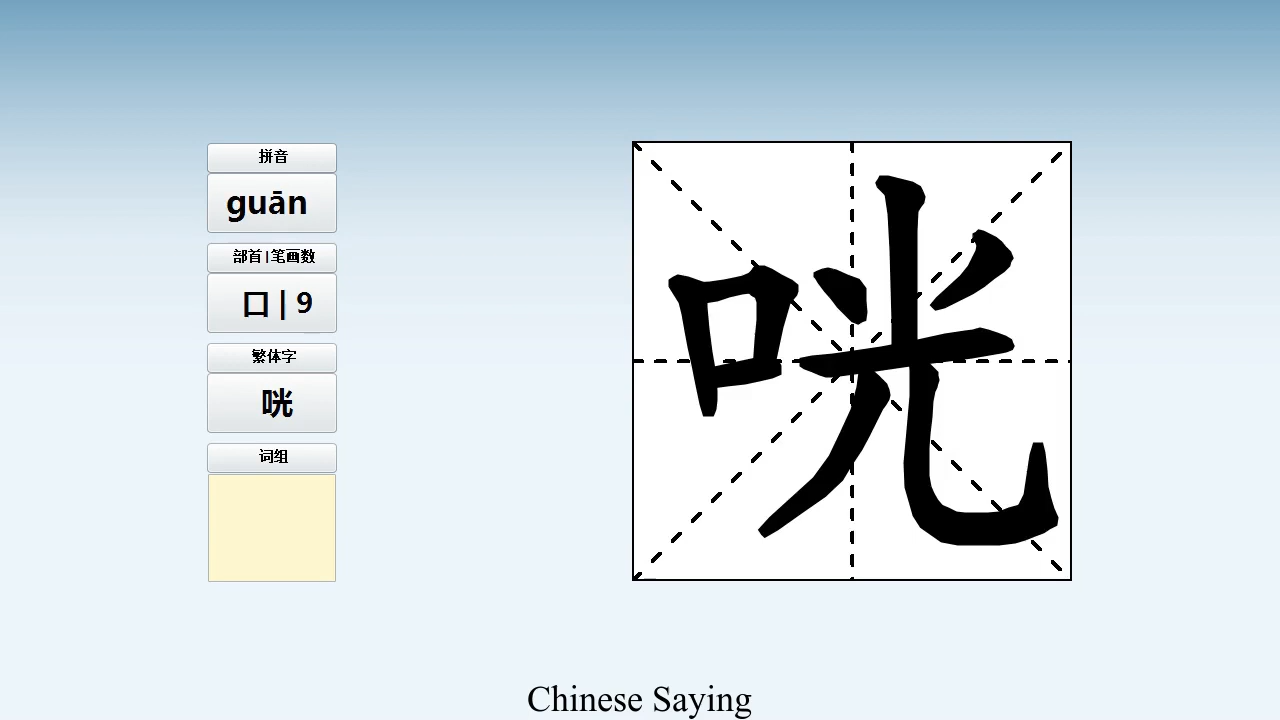 拼音
guān
部首|笔画数
口 | 9
繁体字
咣
词组
咣
Chinese Saying